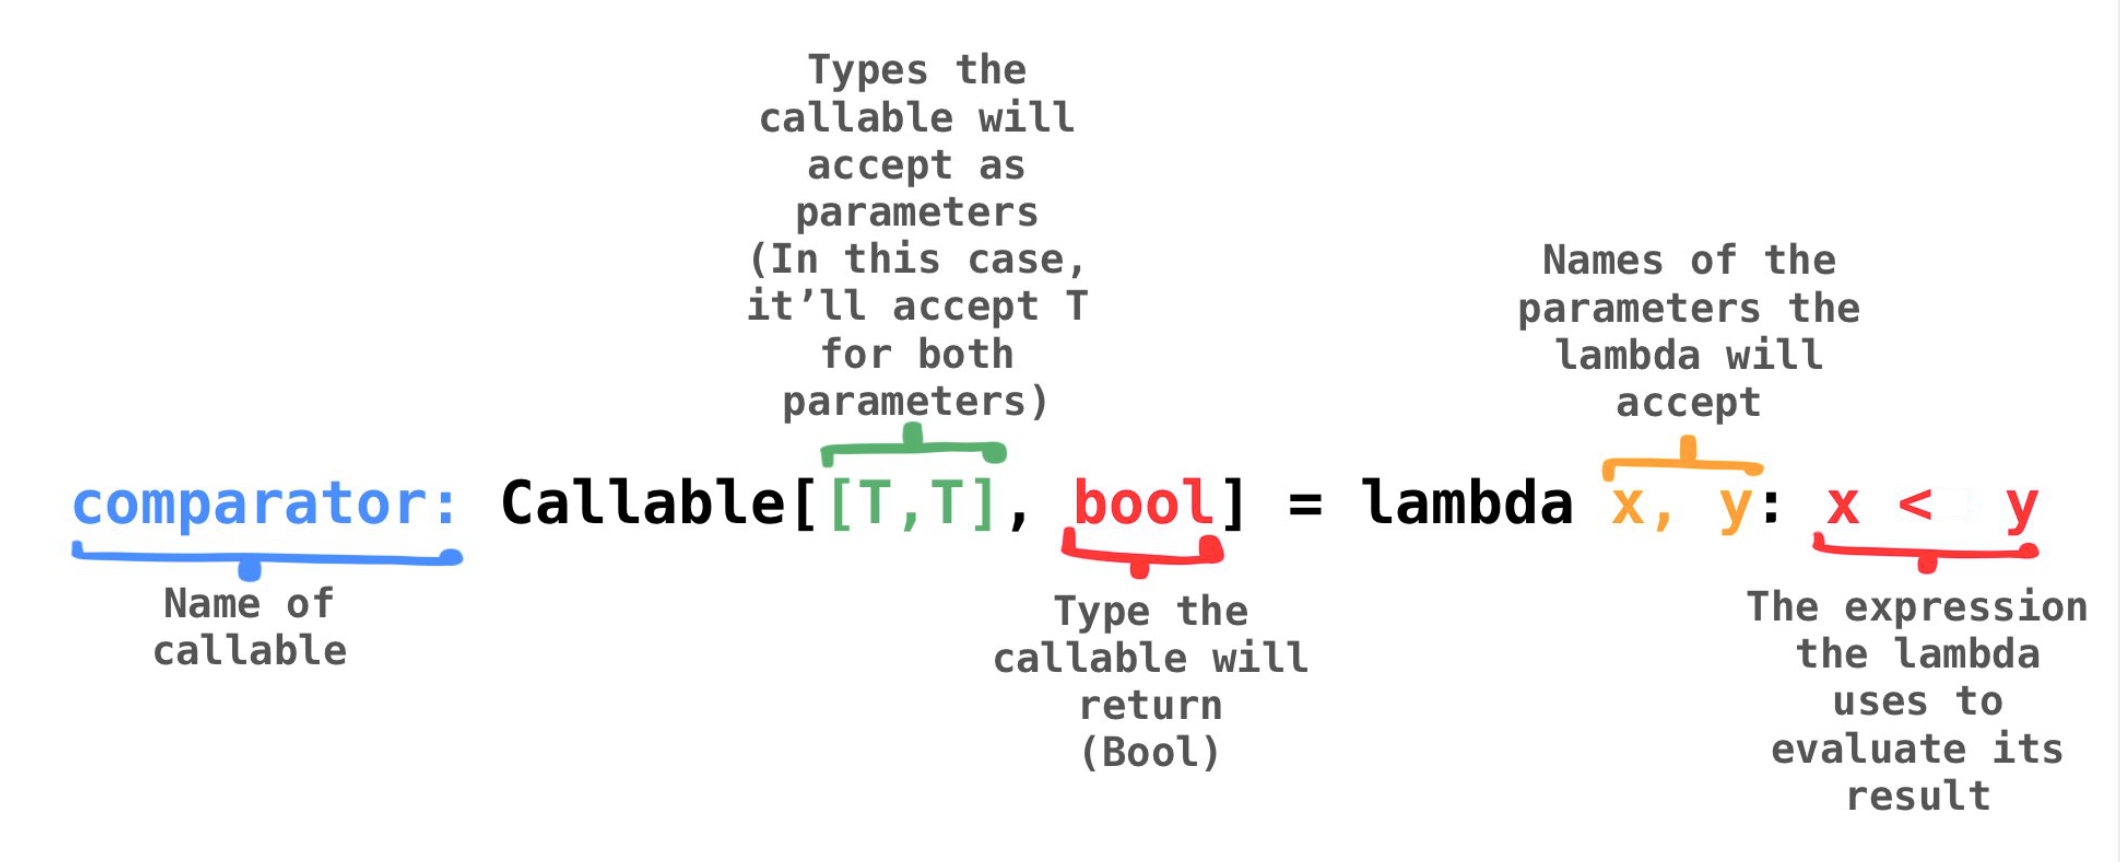 Types the
callable will
accept as
parameters
(In this case,
it’ll accept T
for both
parameters)
Names of the
parameters the
lambda will
accept
comparator: Callable[[T,T], bool] = lambda x, y: x < y
Name of
callable
Type the
callable will
return
(Bool)
The expression
the lambda
uses to
evaluate its
result